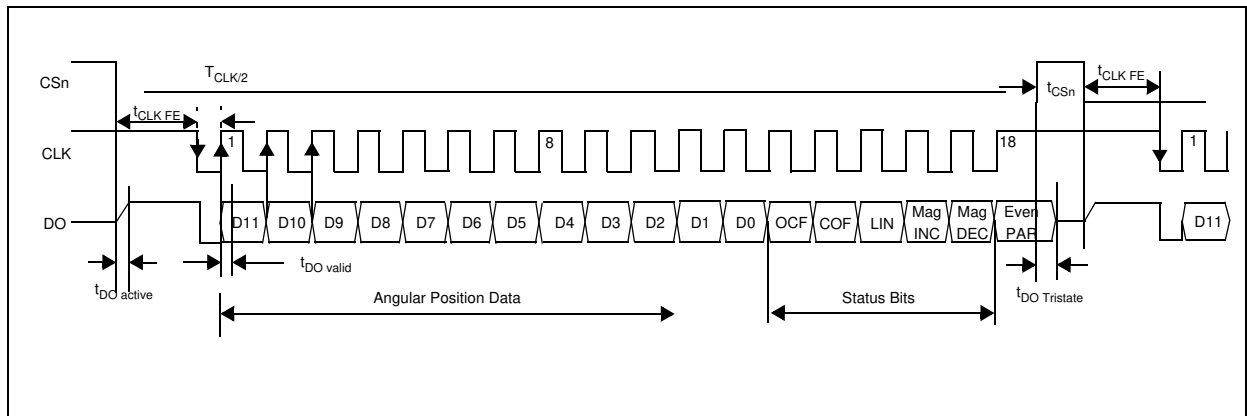 CSn
T CLK/2
t CSn
t CLK FE
t CLK FE
CLK
1
8
18
1
DO
D11
D10
D9
D8
D7
D6
D5
D4
D3
D2
D1
D0
OCF
COF
LIN
Mag
INC
Mag
DEC
Even
PAR
D11
t DO valid
t DO active
Angular Position Data
Status Bits
t DO Tristate